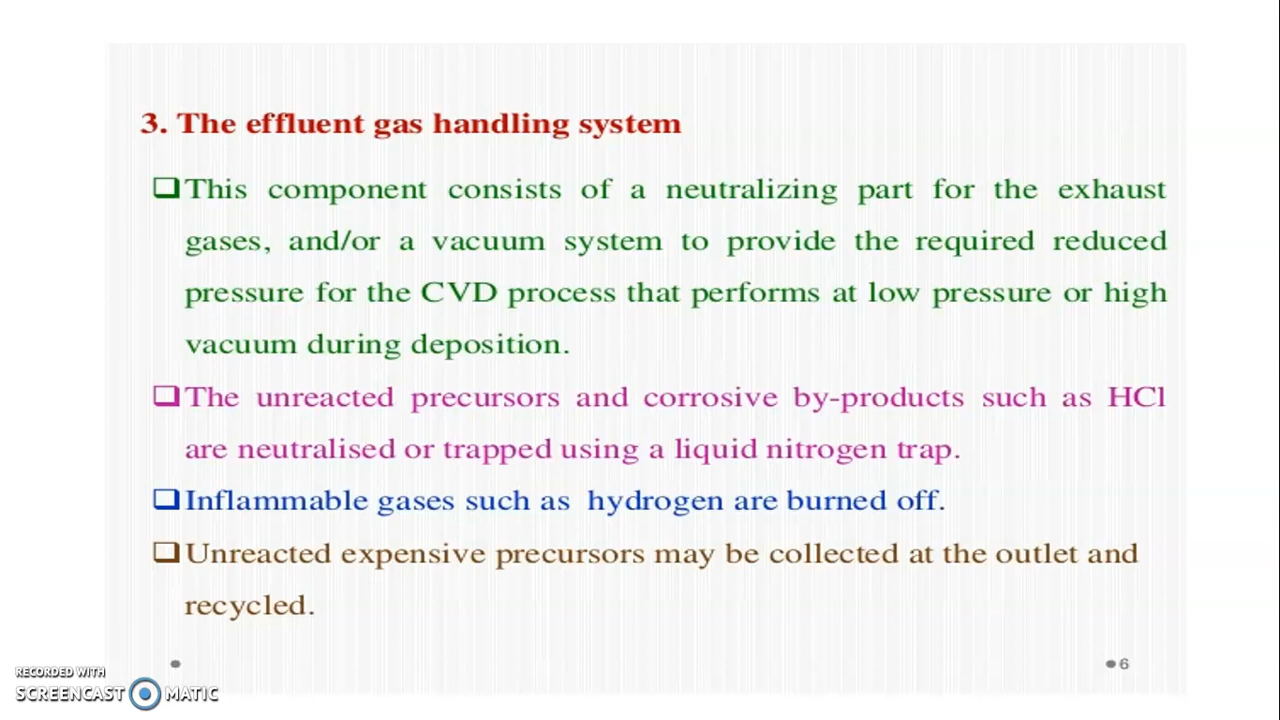 3. The effluent gas handling system
This component consists of a neutralizing part for the exhaust
gases, and/or a vacuum system to provide the required reduced
pressure for the CVD process that performs at low pressure or high
vacuum during deposition.
The unreacted precursors and corrosive by-products such as HCl
are neutralised or trapped using a liquid nitrogen trap.
Inflammable gases such as hydrogen are burned off.
Unreacted expensive precursors may be collected at the outlet and
recycled.
6
RECORDED WITH
SCREENCAST MATIC